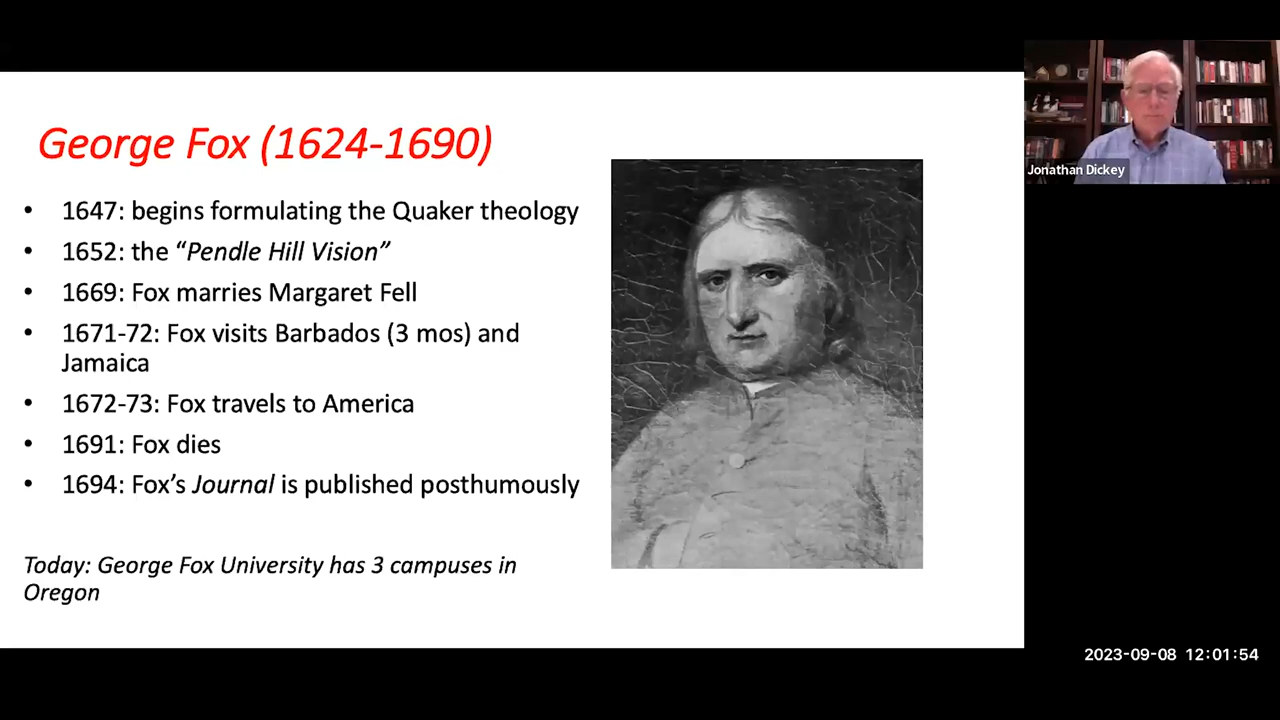 George Fox (1624-1690)
• 1647: begins formulating the Quaker theology
• 1652: the “Pendle Hill Vision”
• 1669: Fox marries Margaret Fell
• 1671-72: Fox visits Barbados (3 mos) and
Jamaica
• 1672-73: Fox travels to America
• 1691: Fox dies
• 1694: Fox’s Journal is published posthumously
Today: George Fox University has 3 campuses in
Oregon
Jonathan Dickey
2023-09-08 12:01:54